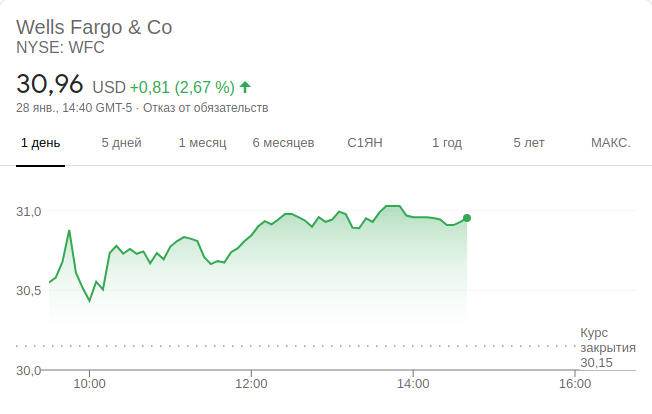 Wells Fargo & Co
NYSE: WFC
30,96 USD +0,81 (2,67 %)
28 янв., 14:40 GMT-5 · Отказ от обязательств
1 день 5 дней 1 месяц 6 месяцев С1ЯН 1 год 5 лет МАКС.
31,0
30,5
Курс
закрытия
30,15
30,0
10:00 12:00 14:00 16:00